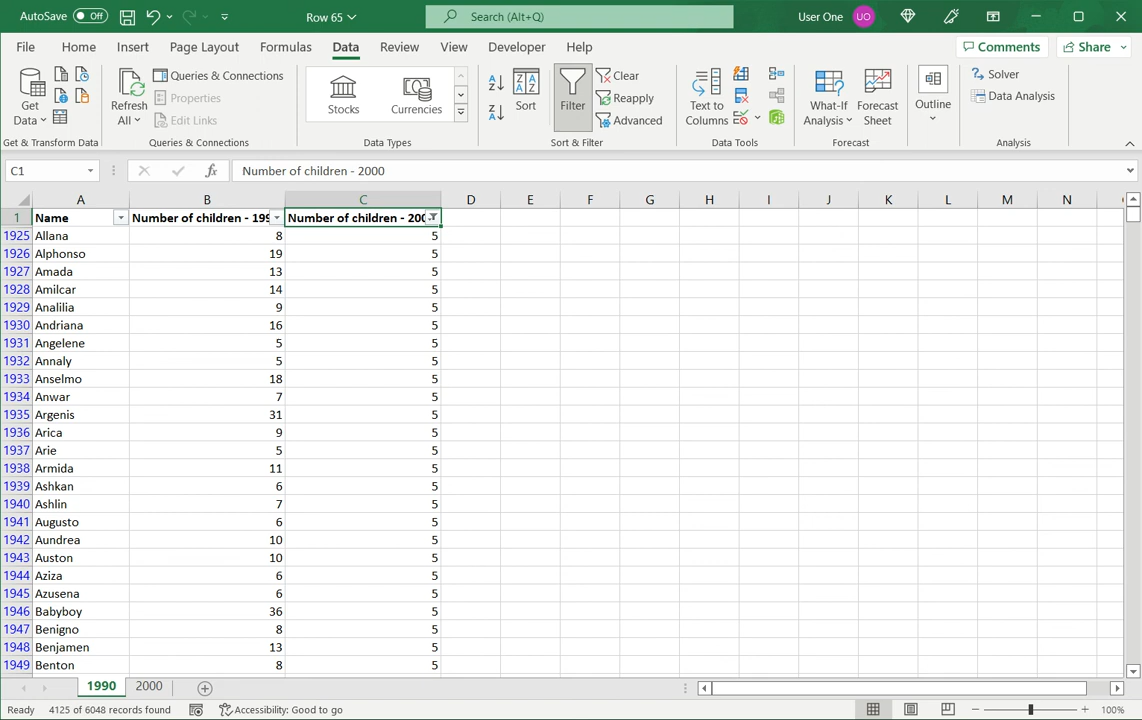 AutoSave Off Row 65 Search (Alt+Q) User One UO
File Home Insert Page Layout Formulas Data Review View Developer Help Comments Share
Get Data Refresh All Queries & Connections Properties Edit Links Stocks Currencies Sort Filter Clear Reapply Advanced Text to Columns What-If Analysis Forecast Sheet Outline Solver Data Analysis
Get & Transform Data Queries & Connections Data Types Sort & Filter Data Tools Forecast Analysis
C1 fx Number of children - 2000
A B C D E F G H I J K L M N
1 Name Number of children - 199 Number of children - 200
1925 Allana 8 5
1926 Alphonso 19 5
1927 Amada 13 5
1928 Amilcar 14 5
1929 Analilia 9 5
1930 Andriana 16 5
1931 Angelene 5 5
1932 Annaly 5 5
1933 Anselmo 18 5
1934 Anwar 7 5
1935 Argenis 31 5
1936 Arica 9 5
1937 Arie 5 5
1938 Armida 11 5
1939 Ashkan 6 5
1940 Ashlin 7 5
1941 Augusto 6 5
1942 Aundrea 10 5
1943 Auston 10 5
1944 Aziza 6 5
1945 Azusena 6 5
1946 Babyboy 36 5
1947 Benigno 8 5
1948 Benjamen 13 5
1949 Benton 8 5
1990 2000
Ready 4125 of 6048 records found Accessibility: Good to go 100%